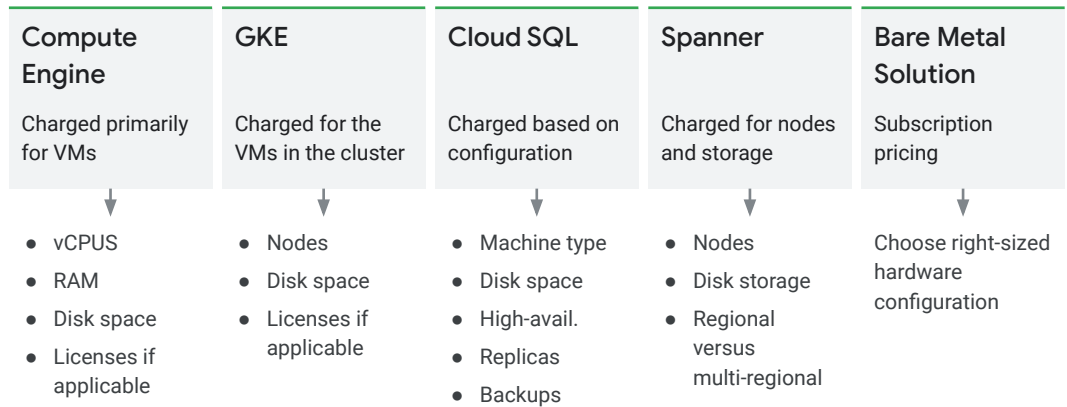 Compute
Engine
Charged primarily
for VMs
● vCPUS
● RAM
● Disk space
● Licenses if
applicable
GKE
Charged for the
VMs in the cluster
● Nodes
● Disk space
● Licenses if
applicable
Cloud SQL
Charged based on
configuration
● Machine type
● Disk space
● High-avail.
● Replicas
● Backups
Spanner
Charged for nodes
and storage
● Nodes
● Disk storage
● Regional
versus
multi-regional
Bare Metal
Solution
Subscription
pricing
Choose right-sized
hardware
configuration